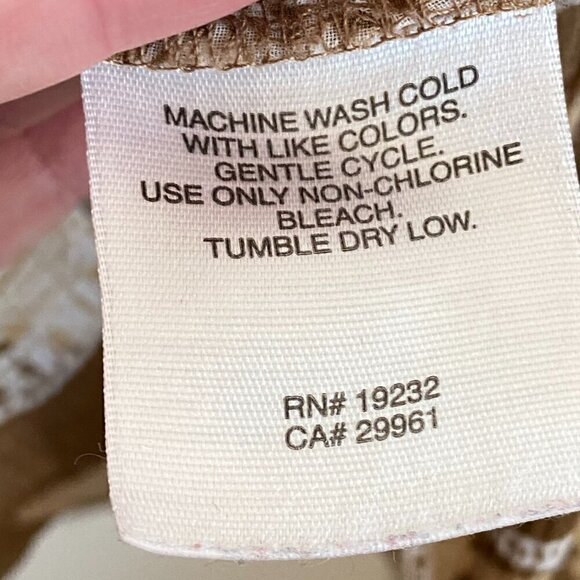 MACHINE WASH COLD
WITH LIKE COLORS.
GENTLE CYCLE.
USE ONLY NON-CHLORINE
BLEACH.
TUMBLE DRY LOW.
RN# 19232
CA# 29961